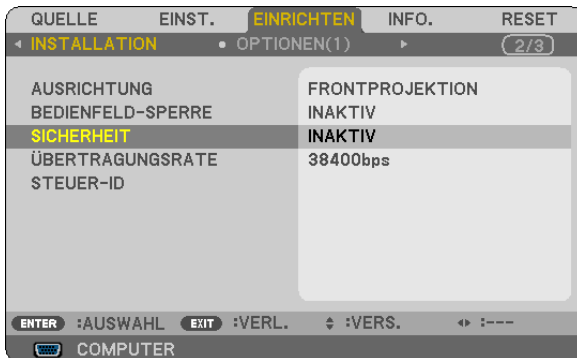 QUELLE EINST. EINRICHTEN INFO. RESET
INSTALLATION OPTIONEN(1) 2/3
AUSRICHTUNG FRONTPROJEKTION
BEDIENFELD-SPERRE INAKTIV
SICHERHEIT INAKTIV
ÜBERTRAGUNGSRATE 38400bps
STEUER-ID
ENTER :AUSWAHL EXIT :VERL. :VERS. :---
COMPUTER